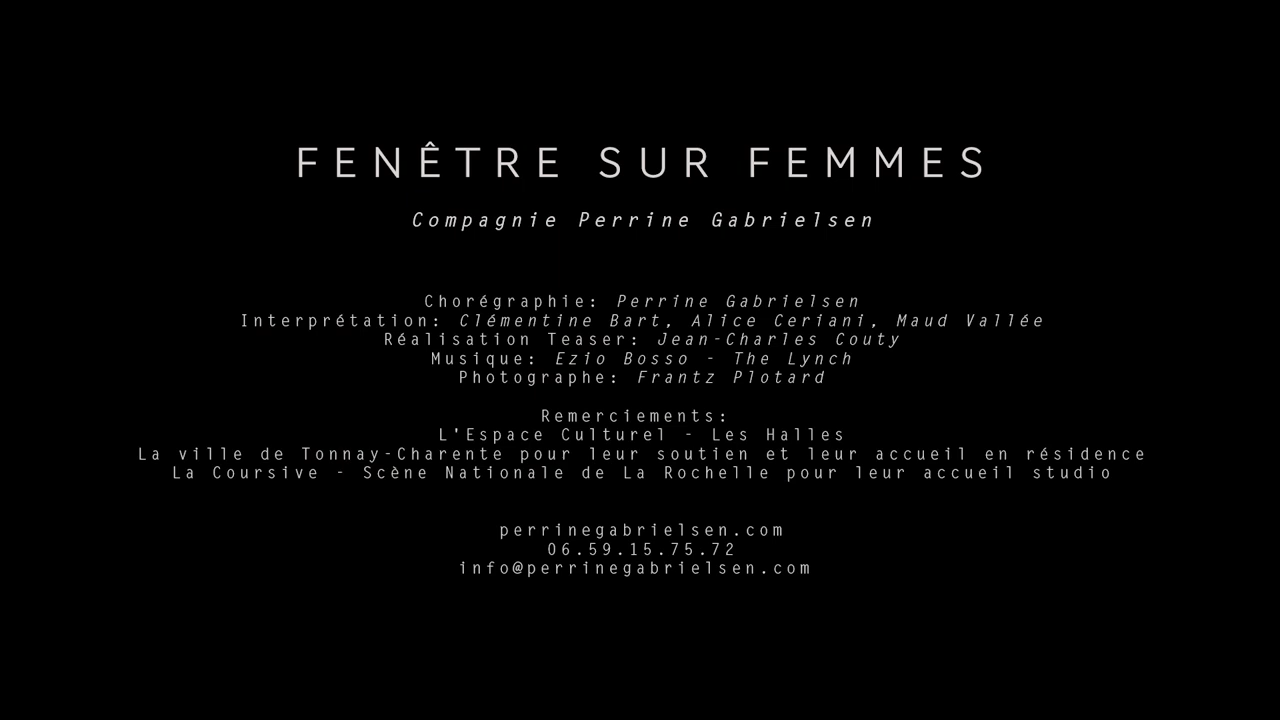 FENÊTRE SUR FEMMES
Compagnie Perrine Gabrielsen
Chorégraphie: Perrine Gabrielsen
Interprétation: Clémentine Bart, Alice Ceriani, Maud Vallée
Réalisation Teaser: Jean-Charles Couty
Musique: Ezio Bosso - The Lynch
Photographe: Frantz Plotard
Remerciements:
L'Espace Culturel - Les Halles
La ville de Tonnay-Charente pour leur soutien et leur accueil en résidence
La Coursive - Scène Nationale de La Rochelle pour leur accueil studio
perrinegabrielsen.com
06.59.15.75.72
info@perrinegabrielsen.com